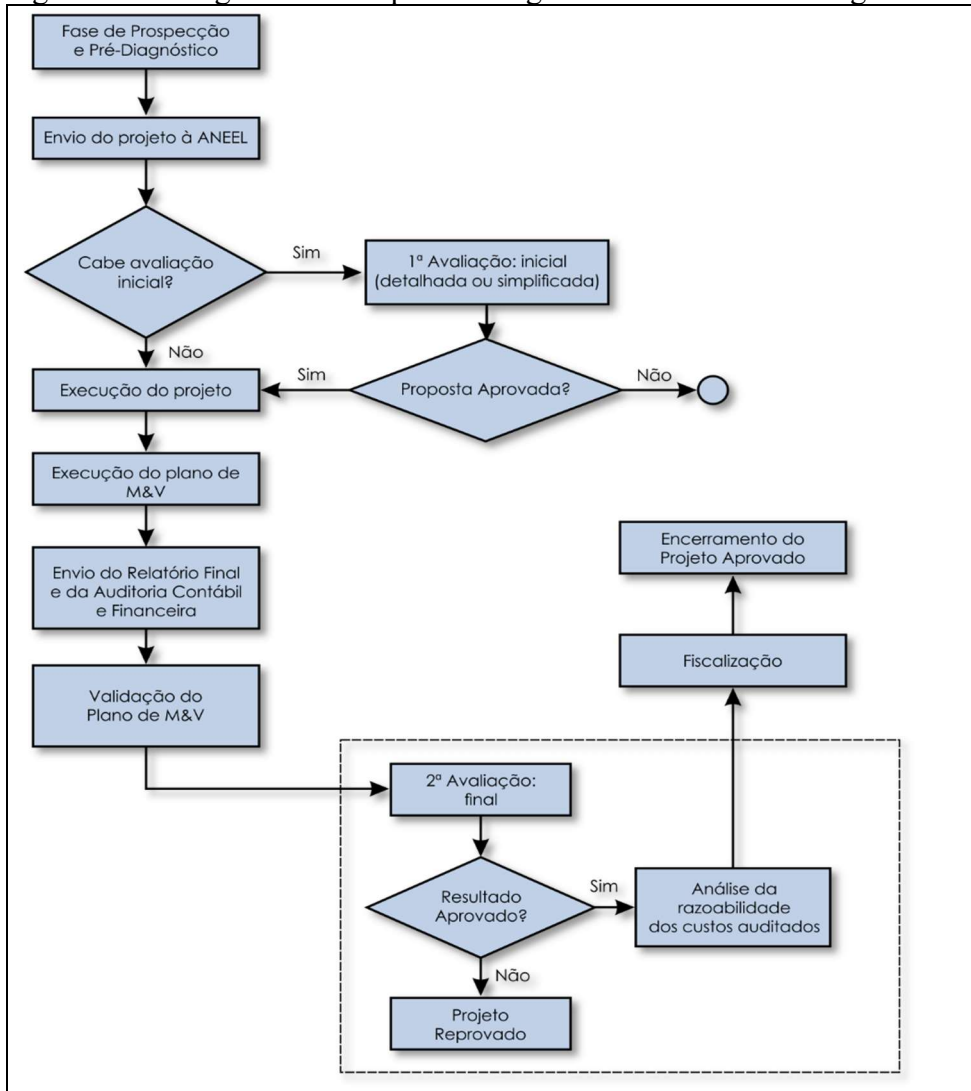 Fase de Prospecção
e Pré-Diagnóstico
Envio do projeto à ANEEL
Cabe avaliação
inicial?
Sim
1ª Avaliação: inicial
(detalhada ou simplificada)
Não
Execução do projeto
Sim
Proposta Aprovada?
Não
Execução do plano de
M&V
Envio do Relatório Final
e da Auditoria Contábil
e Financeira
Validação do
Plano de M&V
Encerramento do
Projeto Aprovado
Fiscalização
2ª Avaliação:
final
Resultado
Aprovado?
Sim
Análise da
razoabilidade
dos custos auditados
Não
Projeto
Reprovado